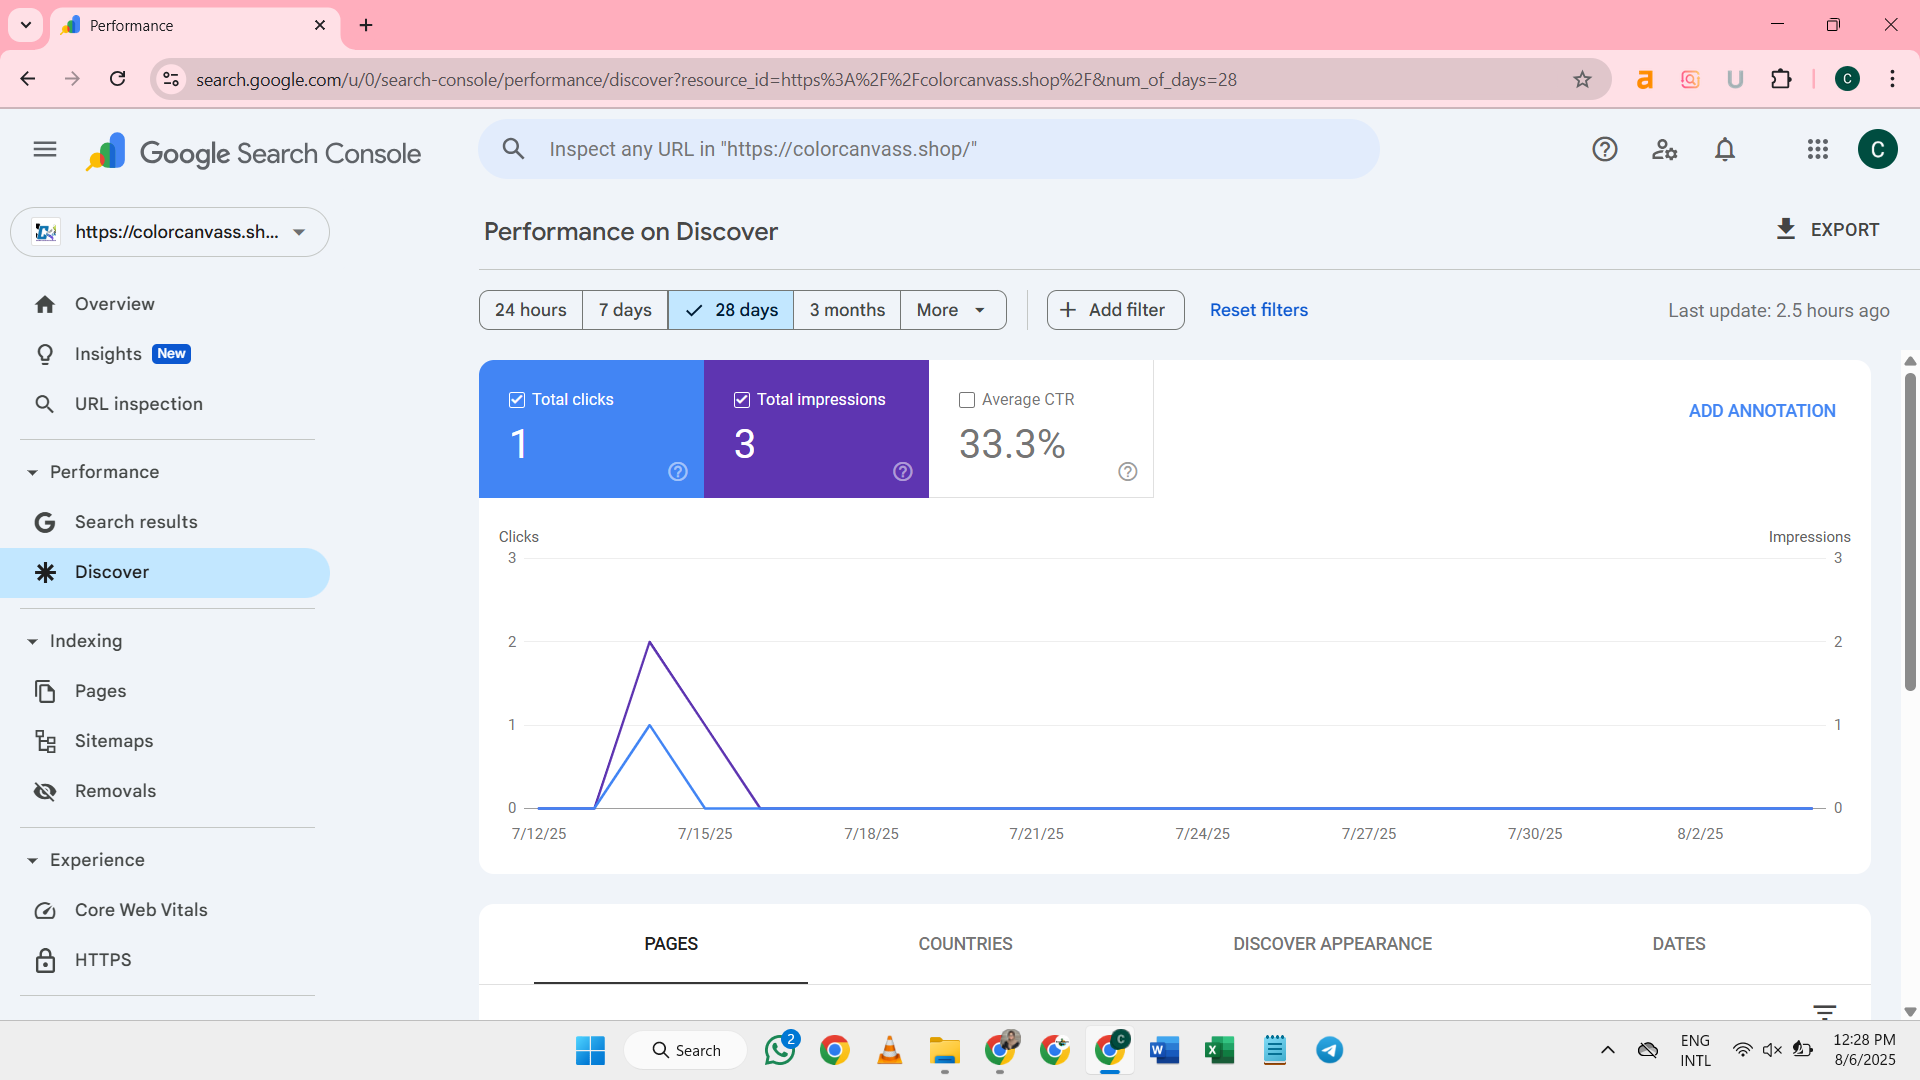 Performance
search.google.com/u/0/search-console/performance/discover?resource_id=https%3A%2F%2Fcolorcanvass.shop%2F&num_of_days=28
C
Google Search Console
Inspect any URL in "https://colorcanvass.shop/"
C
https://colorcanvass.sh...
Performance on Discover
EXPORT
24 hours
7 days
28 days
3 months
More
Add filter
Reset filters
Last update: 2.5 hours ago
Overview
Insights New
URL inspection
Performance
Search results
Discover
Indexing
Pages
Sitemaps
Removals
Experience
Core Web Vitals
HTTPS
Total clicks
1
Total impressions
3
Average CTR
33.3%
ADD ANNOTATION
Clicks
Impressions
3
3
2
2
1
1
0
0
7/12/25
7/15/25
7/18/25
7/21/25
7/24/25
7/27/25
7/30/25
8/2/25
PAGES
COUNTRIES
DISCOVER APPEARANCE
DATES
Search
2
C
ENG
INTL
12:28 PM
8/6/2025